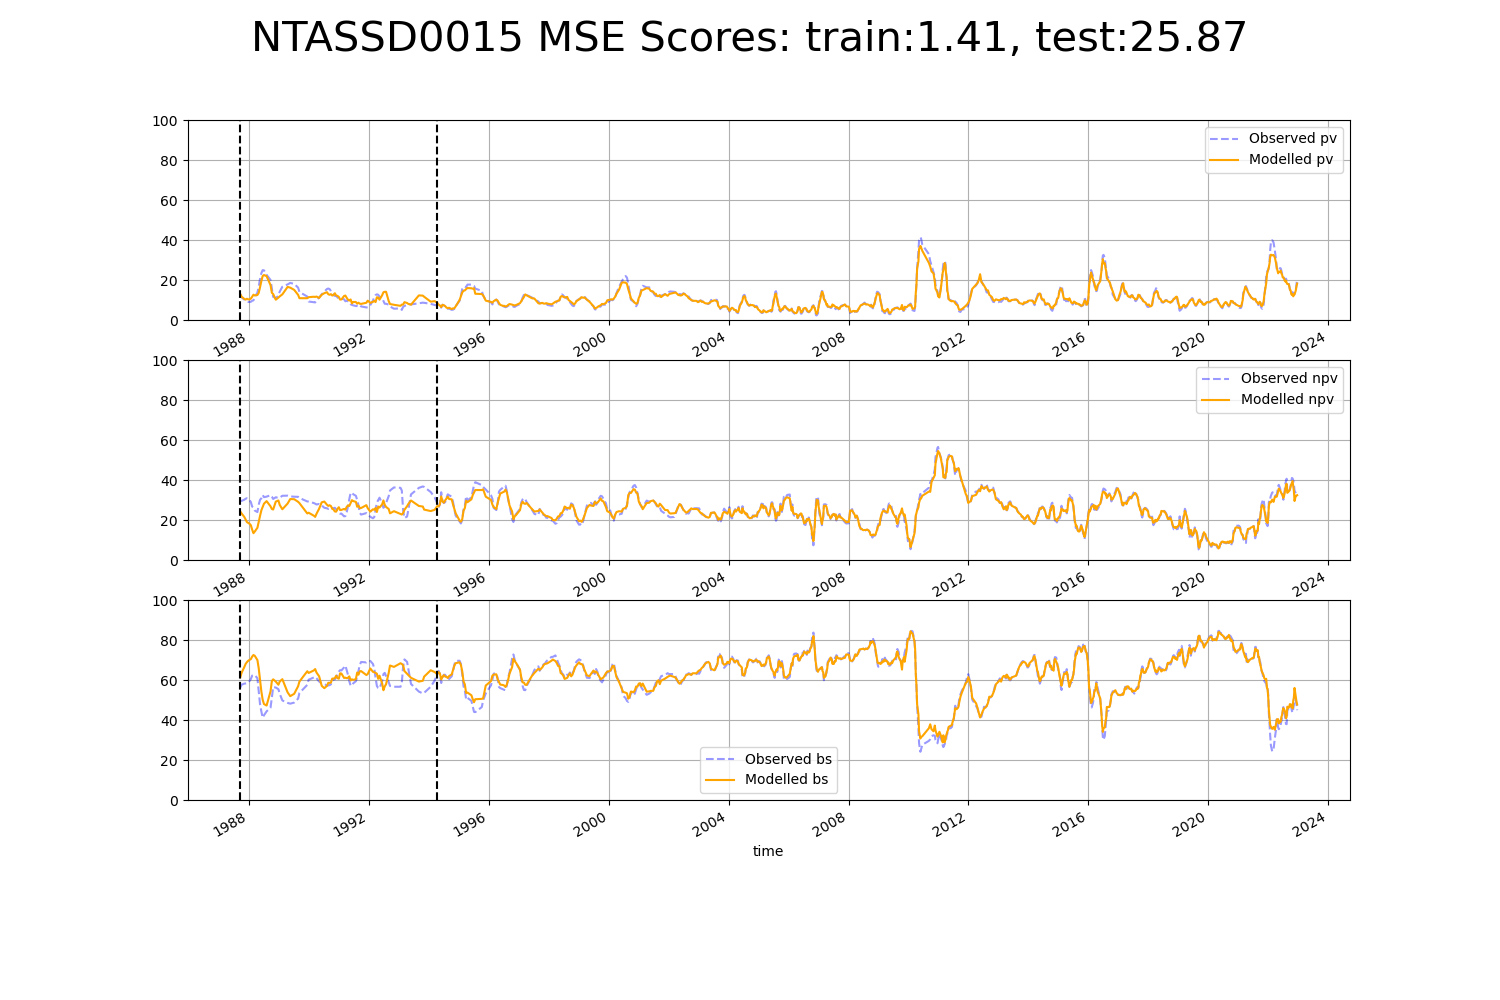 NTASSD0015 MSE Scores: train:1.41, test:25.87
100
80
60
40
20
0
Observed pv
Modelled pv
1988 1992 1996 2000 2004 2008 2012 2016 2020 2024
100
80
60
40
20
0
Observed npv
Modelled npv
1988 1992 1996 2000 2004 2008 2012 2016 2020 2024
100
80
60
40
20
0
Observed bs
Modelled bs
1988 1992 1996 2000 2004 2008 2012 2016 2020 2024
time